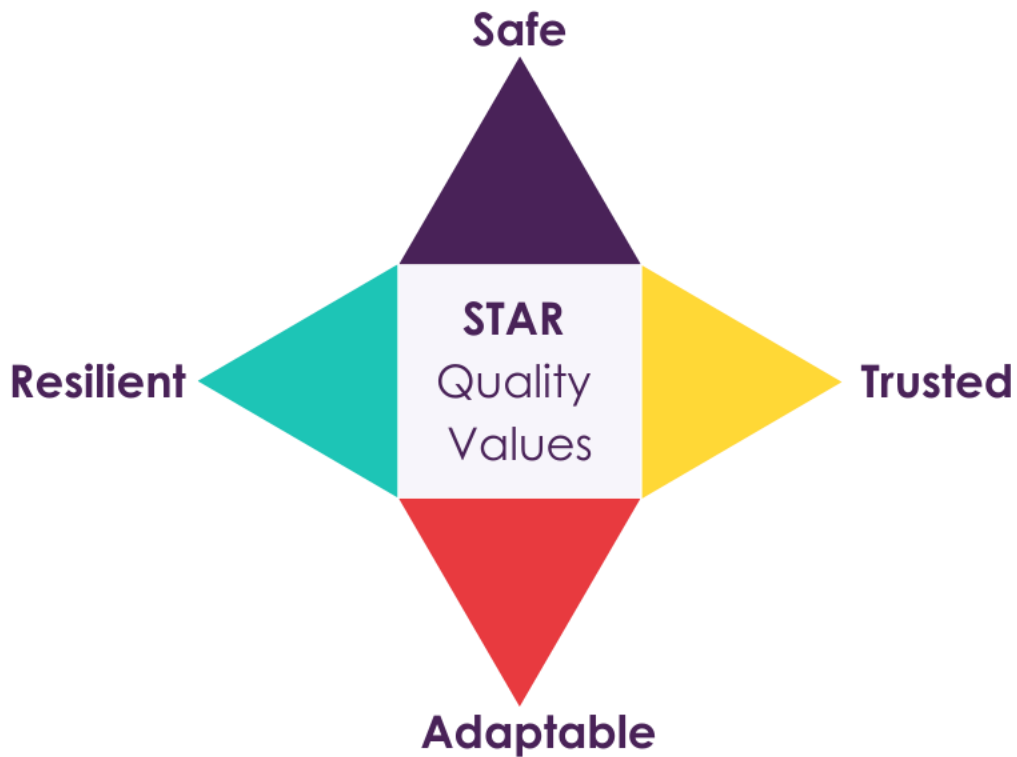 Safe
STAR
Quality
Values
Resilient
Trusted
Adaptable